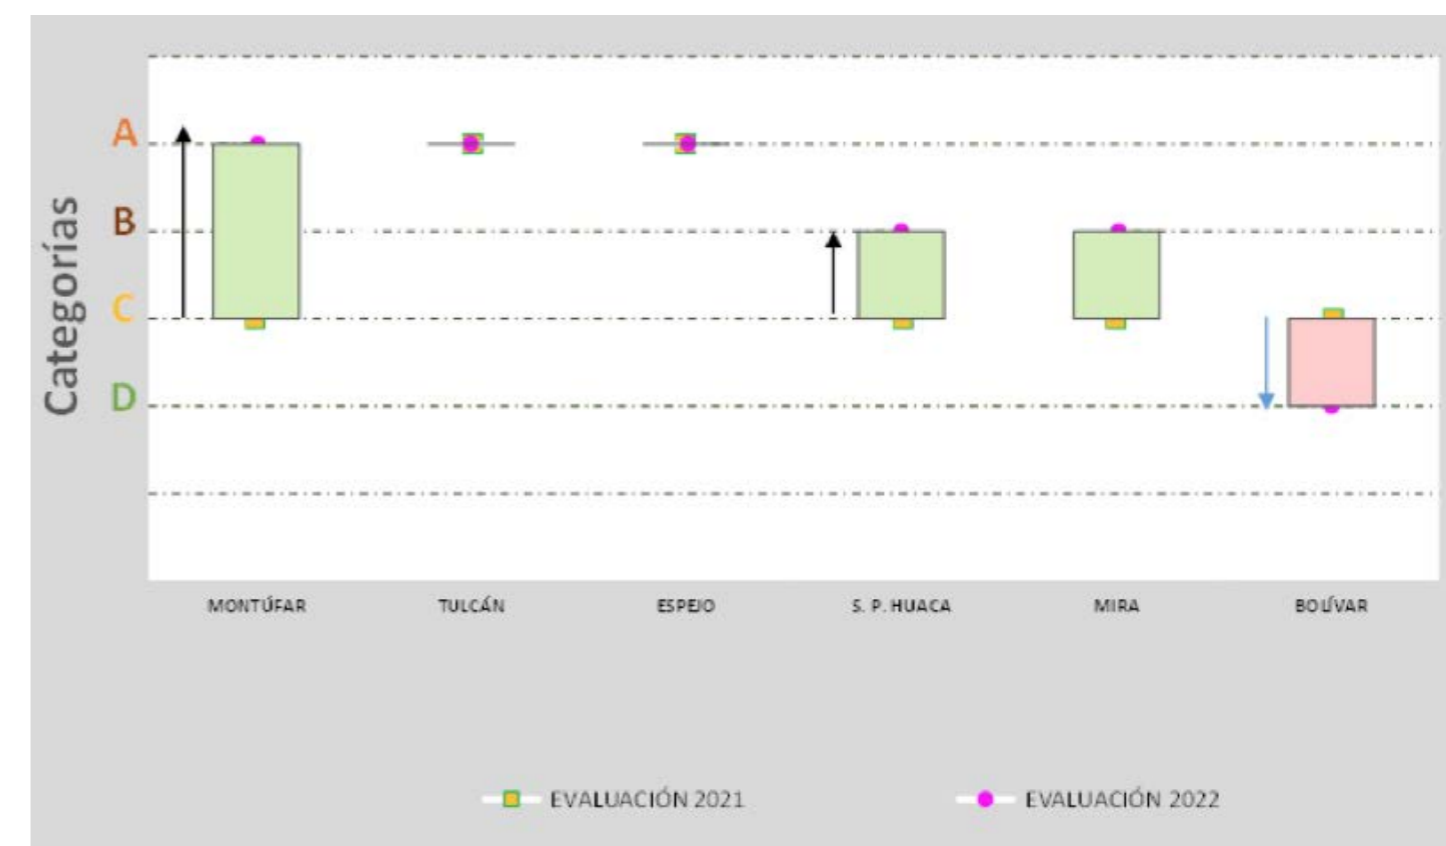 Categorías
A
B
C
D
MONTÚFAR
TULCÁN
ESPEJO
S. P. HUACA
MIRA
BOLÍVAR
EVALUACIÓN 2021
EVALUACIÓN 2022